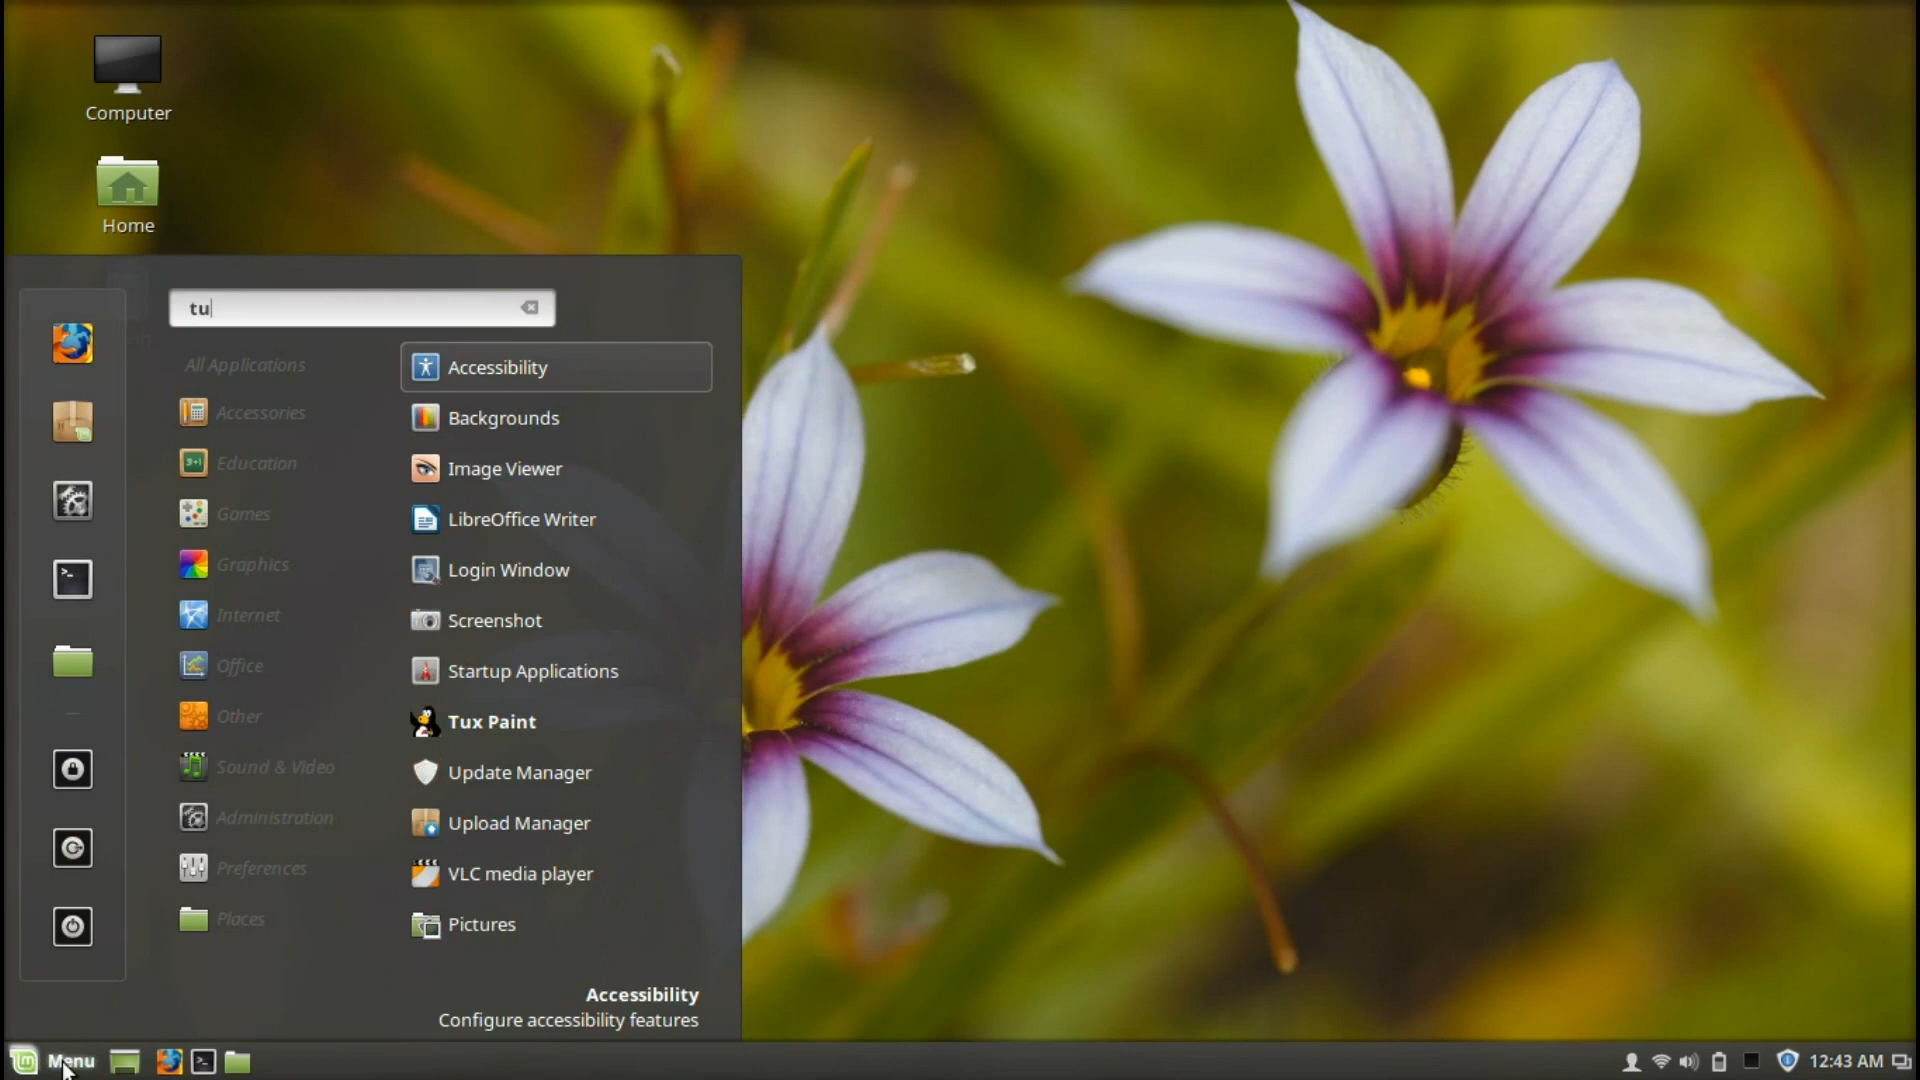 Computer
Home
tu
All Applications
Accessories
Education
Games
Graphics
Internet
Office
Other
Sound & Video
Administration
Preferences
Places
Accessibility
Backgrounds
Image Viewer
LibreOffice Writer
Login Window
Screenshot
Startup Applications
Tux Paint
Update Manager
Upload Manager
VLC media player
Pictures
Accessibility
Configure accessibility features
Menu
12:43 AM